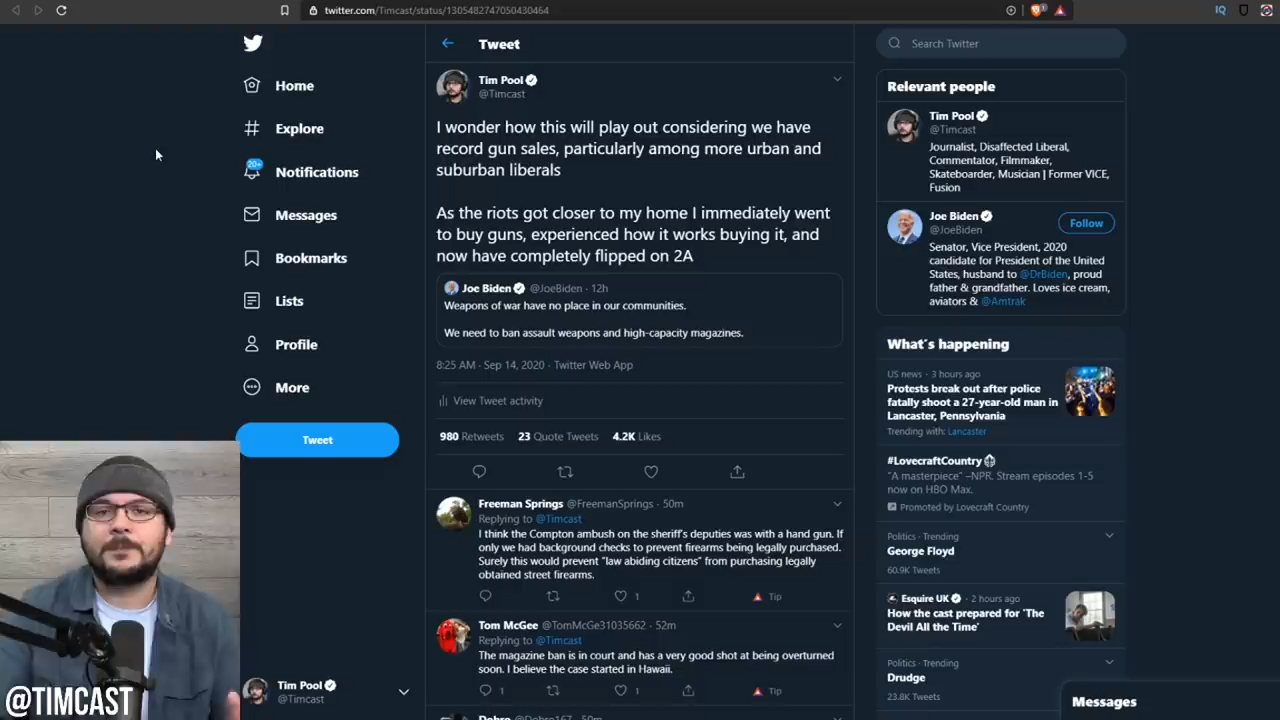 twitter.com/Timcast/status/1305482747050430464
IQ
Home
Explore
20+
Notifications
Messages
Bookmarks
Lists
Profile
More
Tweet
Tim Pool
@Timcast
Tweet
Tim Pool
@Timcast
I wonder how this will play out considering we have
record gun sales, particularly among more urban and
suburban liberals
As the riots got closer to my home I immediately went
to buy guns, experienced how it works buying it, and
now have completely flipped on 2A
Joe Biden @JoeBiden · 12h
Weapons of war have no place in our communities.
We need to ban assault weapons and high-capacity magazines.
8:25 AM · Sep 14, 2020 · Twitter Web App
View Tweet activity
980 Retweets 23 Quote Tweets 4.2K Likes
Freeman Springs @FreemanSprings · 50m
Replying to @Timcast
I think the Compton ambush on the sheriff's deputies was with a hand gun. If
only we had background checks to prevent firearms being legally purchased.
Surely this would prevent "law abiding citizens" from purchasing legally
obtained street firearms.
1 Tip
Tom McGee @TomMcGe31035662 · 52m
Replying to @Timcast
The magazine ban is in court and has a very good shot at being overturned
soon. I believe the case started in Hawaii.
1 1 Tip
Search Twitter
Relevant people
Tim Pool
@Timcast
Journalist, Disaffected Liberal,
Commentator, Filmmaker,
Skateboarder, Musician | Former VICE,
Fusion
Joe Biden
@JoeBiden
Follow
Senator, Vice President, 2020
candidate for President of the United
States, husband to @DrBiden, proud
father & grandfather. Loves ice cream,
aviators & @Amtrak
What's happening
US news · 3 hours ago
Protests break out after police
fatally shoot a 27-year-old man in
Lancaster, Pennsylvania
Trending with: Lancaster
#LovecraftCountry
"A masterpiece" –NPR. Stream episodes 1-5
now on HBO Max.
Promoted by Lovecraft Country
Politics · Trending
George Floyd
60.9K Tweets
Esquire UK · 2 hours ago
How the cast prepared for 'The
Devil All the Time'
Politics · Trending
Drudge
23.8K Tweets
Messages
@TIMCAST